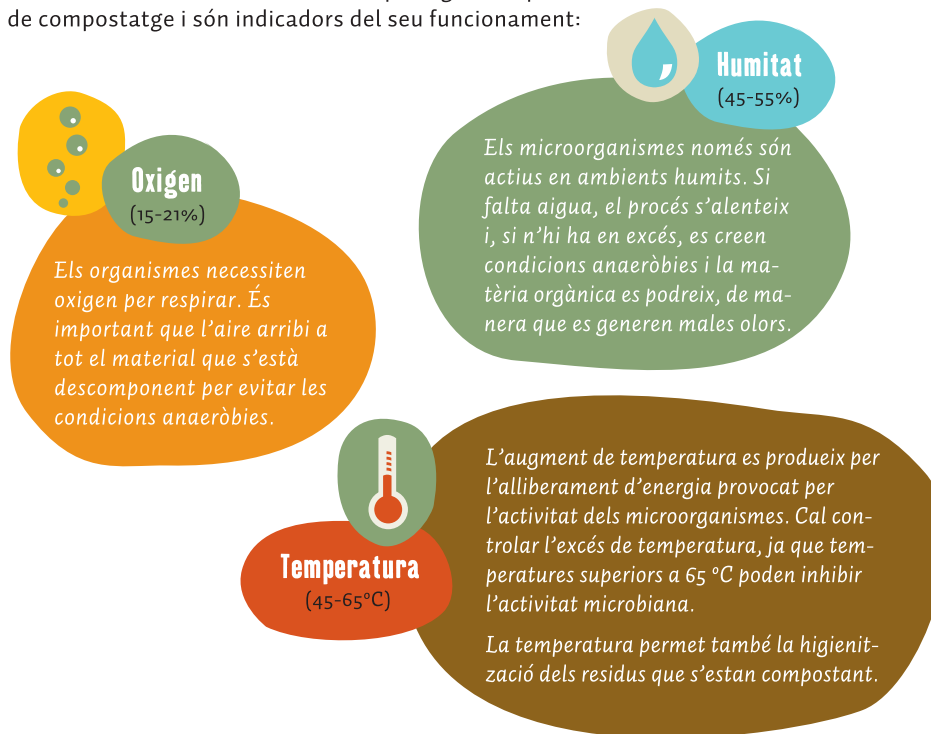 de compostatge i són indicadors del seu funcionament:
Humitat
(45-55%)
Els microorganismes només són
actius en ambients humits. Si
falta aigua, el procés s'alenteix
i, si n'hi ha en excés, es creen
condicions anaeròbies i la ma-
tèria orgànica es podreix, de ma-
nera que es generen males olors.
Oxigen
(15-21%)
Els organismes necessiten
oxigen per respirar. És
important que l'aire arribi a
tot el material que s'està
descomponent per evitar les
condicions anaeròbies.
Temperatura
(45-65ºC)
L'augment de temperatura es produeix per
l'alliberament d'energia provocat per
l'activitat dels microorganismes. Cal con-
trolar l'excés de temperatura, ja que tem-
peratures superiors a 65 ºC poden inhibir
l'activitat microbiana.
La temperatura permet també la higienit-
zació dels residus que s'estan compostant.